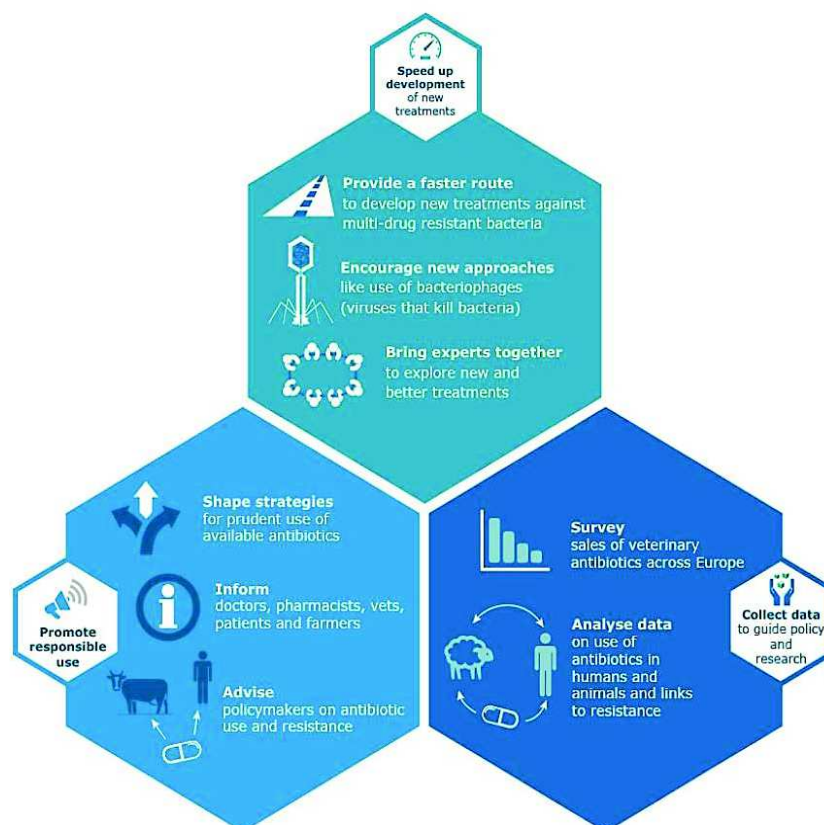 Speed up
development
of new
treatments
Provide a faster route
to develop new treatments against
multi-drug resistant bacteria
Encourage new approaches
like use of bacteriophages
(viruses that kill bacteria)
Bring experts together
to explore new and
better treatments
Shape strategies
for prudent use of
available antibiotics
Inform
doctors, pharmacists, vets,
patients and farmers
Advise
policymakers on antibiotic
use and resistance
Promote
responsible
use
Survey
sales of veterinary
antibiotics across Europe
Analyse data
on use of
antibiotics in
humans and
animals and links
to resistance
Collect data
to guide policy
and
research